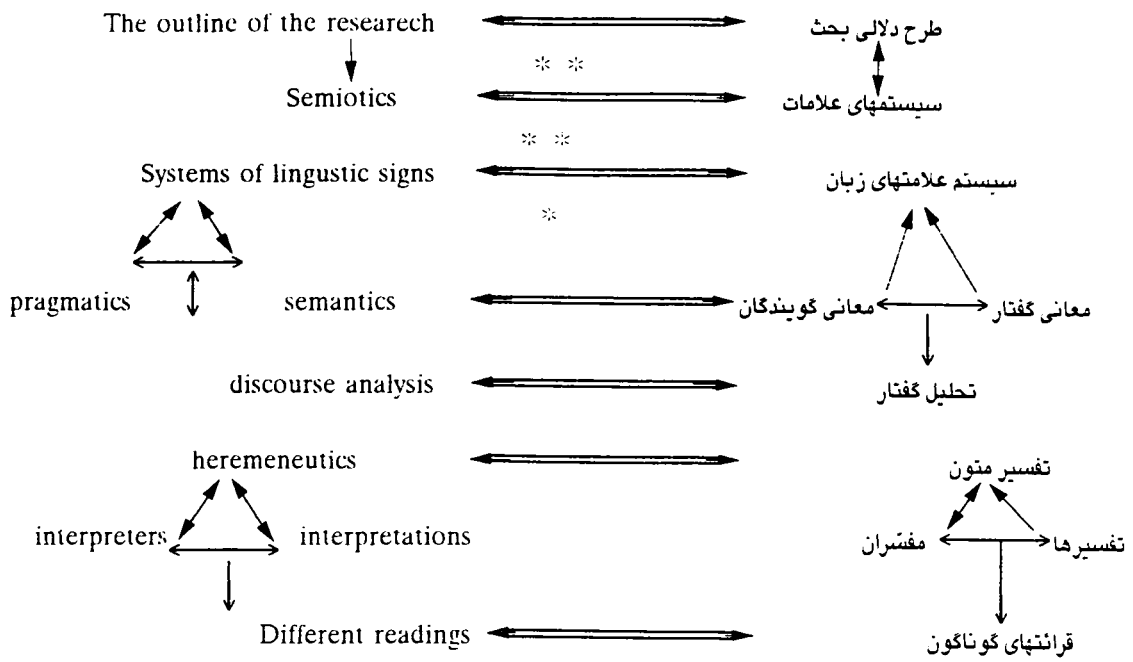 The outline of the researech طرح دلالی بحث
* *
Semiotics سیستمهای علامات
* *
Systems of lingustic signs سیستم علامتهای زبان
*
pragmatics semantics معانی گویندگان معانی گفتار
discourse analysis تحلیل گفتار
heremeneutics تفسیر متون
interpreters interpretations مفسّران تفسیرها
Different readings قرائتهای گوناگون